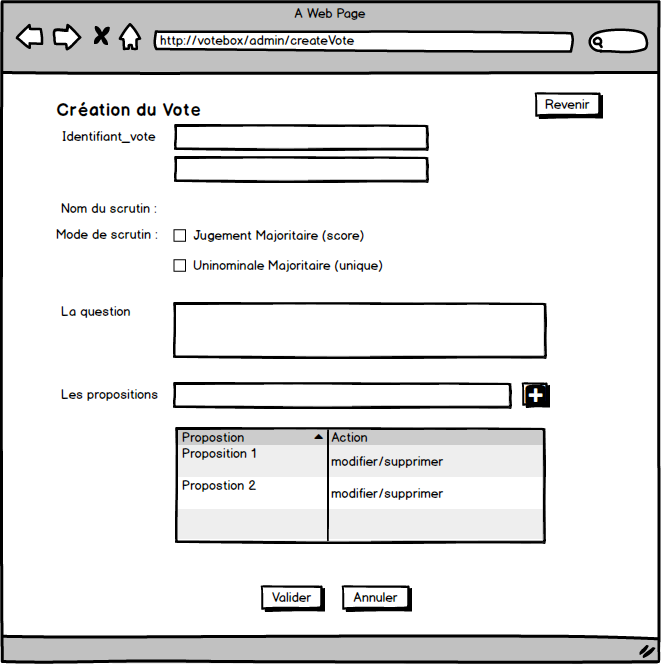 A Web Page
http://votebox/admin/createVote
Création du Vote
Revenir
Identifiant_vote
Nom du scrutin :
Mode de scrutin :
Jugement Majoritaire (score)
Uninominale Majoritaire (unique)
La question
Les propositions
Propostion Action
Proposition 1
modifier/supprimer
Propostion 2
modifier/supprimer
Valider Annuler